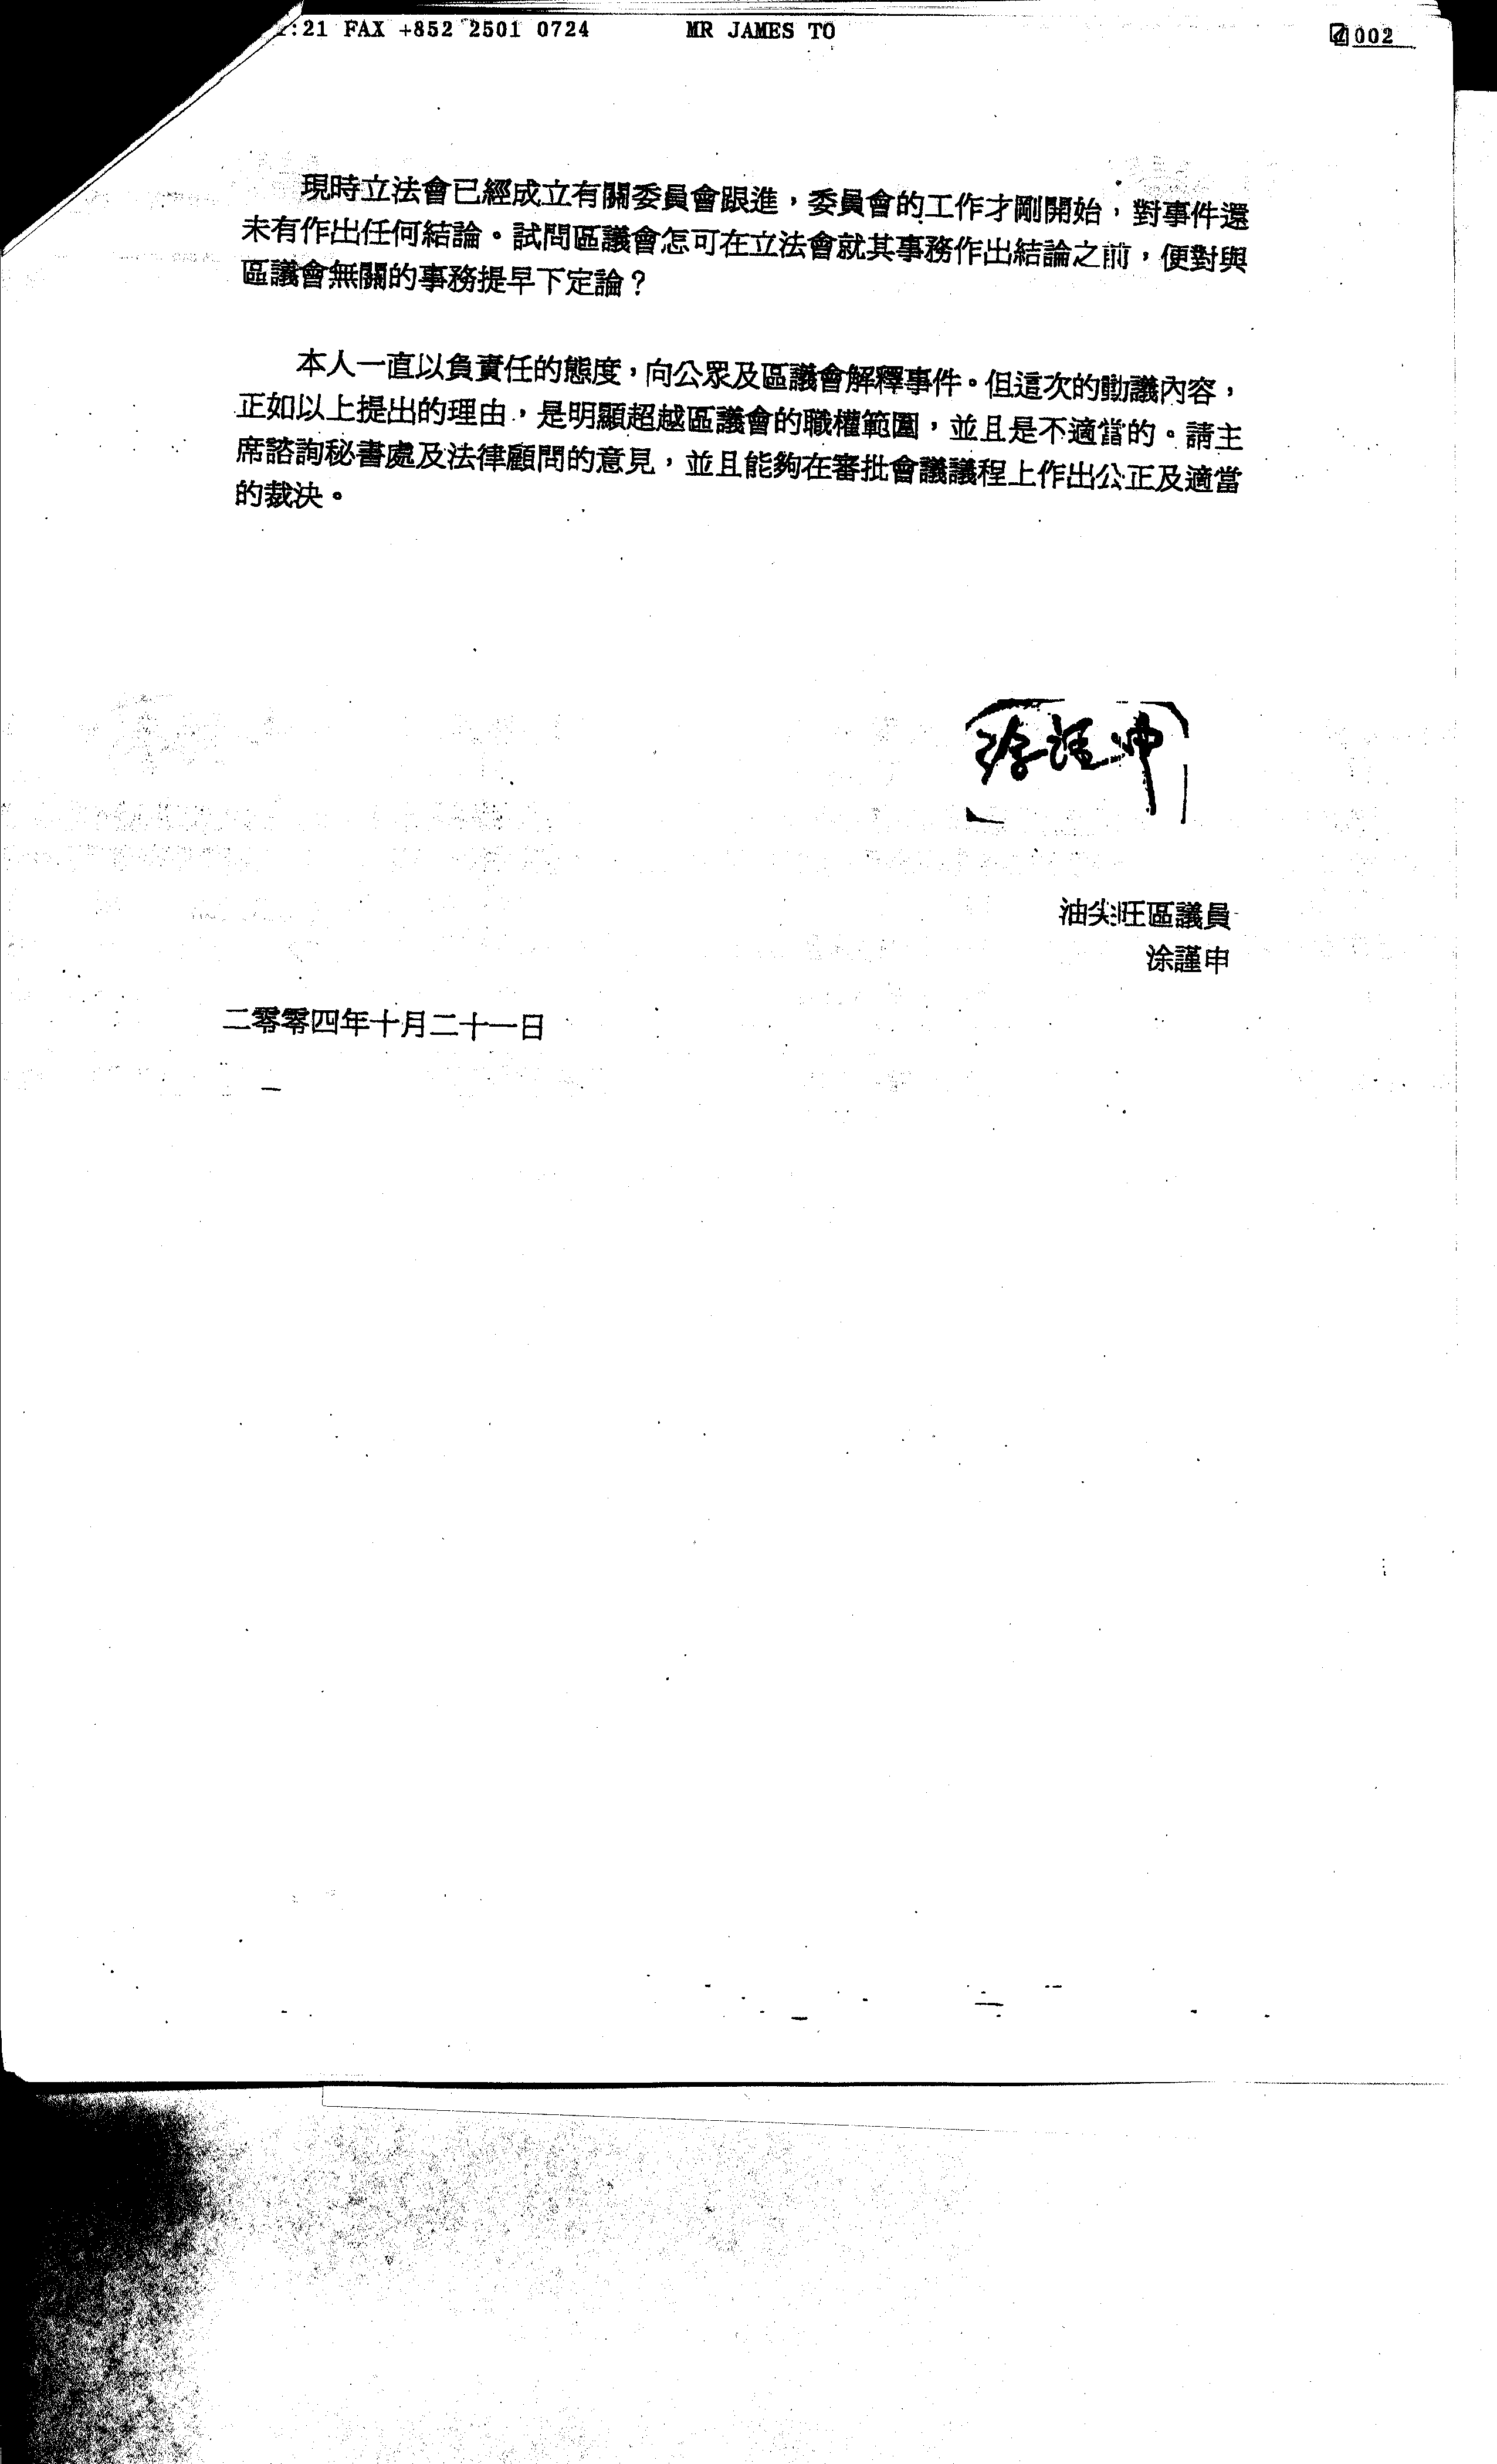 :21 FAX +852 2501 0724 MR JAMES TO 002
現時立法會已經成立有關委員會跟進，委員會的工作才剛開始，對事件還
未有作出任何結論。試問區議會怎可在立法會就其事務作出結論之前，便對與
區議會無關的事務提早下定論？
本人一直以負責任的態度，向公眾及區議會解釋事件。但這次的動議內容，
正如以上提出的理由，是明顯超越區議會的職權範圍，並且是不適當的。請主
席諮詢秘書處及法律顧問的意見，並且能夠在審批會議議程上作出公正及適當
的裁決。
涂謹申
油尖旺區議員
涂謹申
二零零四年十月二十一日